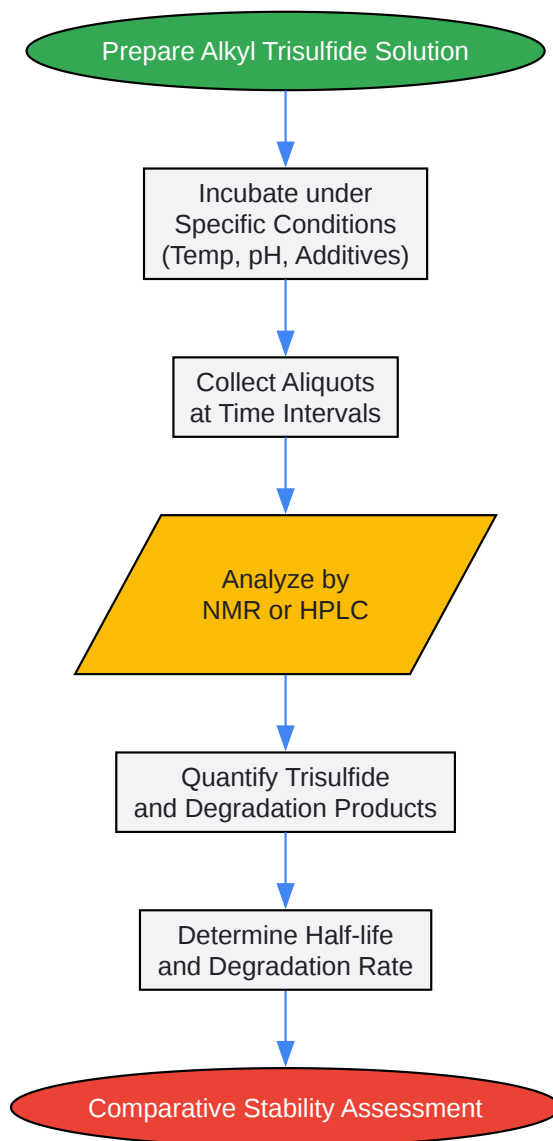 Prepare Alkyl Trisulfide Solution
Incubate under
Specific Conditions
(Temp, pH, Additives)
Collect Aliquots
at Time Intervals
Analyze by
NMR or HPLC
Quantify Trisulfide
and Degradation Products
Determine Half-life
and Degradation Rate
Comparative Stability Assessment